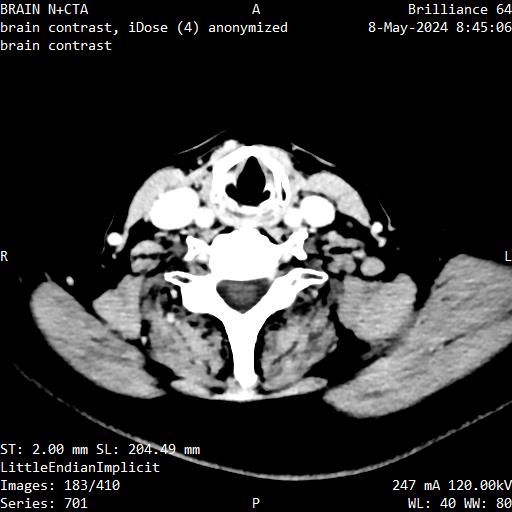 BRAIN N+CTA A Brilliance 64
brain contrast, iDose (4) anonymized 8-May-2024 8:45:06
brain contrast
R L
ST: 2.00 mm SL: 204.49 mm
LittleEndianImplicit
Images: 183/410 247 mA 120.00kV
Series: 701 P WL: 40 WW: 80